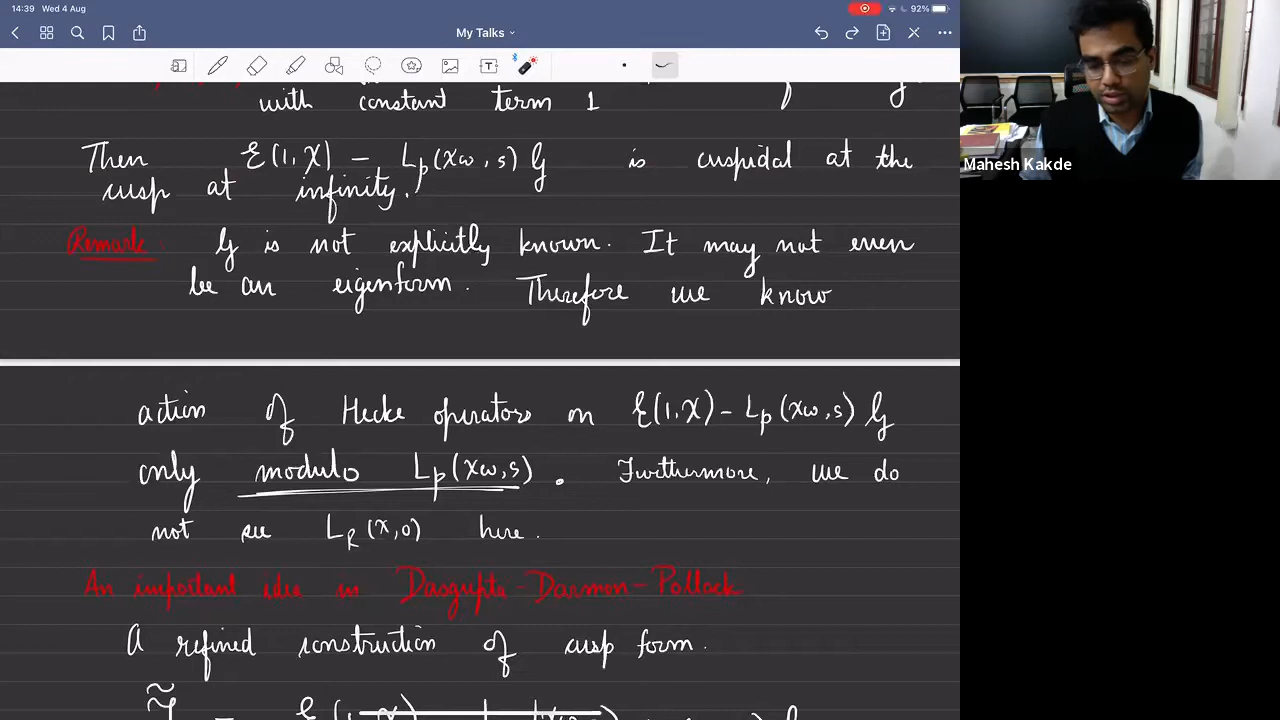 14:39 Wed 4 Aug
92%
My Talks
with constant term 1
Then ℰ(1, χ) − Lp(χω, s) 𝒢 is cuspidal at the
cusp at infinity.
Remark: 𝒢 is not explicitly known. It may not even
be an eigenform. Therefore we know
action of Hecke operators on ℰ(1, χ) − Lp(χω, s) 𝒢
only modulo Lp(χω, s). Furthermore, we do
not see L_R(χ, 0) here.
An important idea in Dasgupta-Darmon-Pollack
A refined construction of cusp form.
Mahesh Kakde